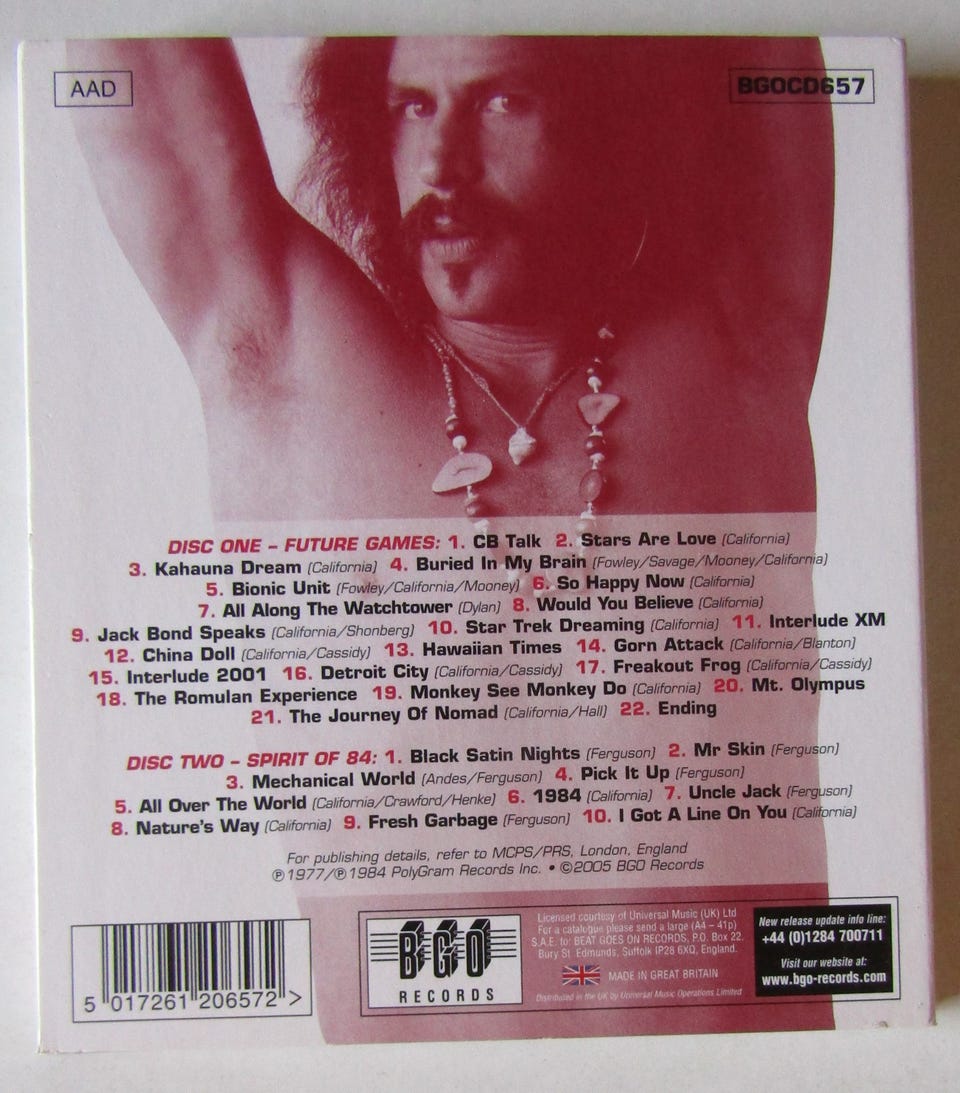 AAD
BGOCD657
DISC ONE – FUTURE GAMES: 1. CB Talk 2. Stars Are Love (California)
3. Kahauna Dream (California) 4. Buried In My Brain (Fowley/Savage/Mooney/California)
5. Bionic Unit (Fowley/California/Mooney) 6. So Happy Now (California)
7. All Along The Watchtower (Dylan) 8. Would You Believe (California)
9. Jack Bond Speaks (California/Shonberg) 10. Star Trek Dreaming (California) 11. Interlude XM
12. China Doll (California/Cassidy) 13. Hawaiian Times 14. Gorn Attack (California/Blanton)
15. Interlude 2001 16. Detroit City (California/Cassidy) 17. Freakout Frog (California/Cassidy)
18. The Romulan Experience 19. Monkey See Monkey Do (California) 20. Mt. Olympus
21. The Journey Of Nomad (California/Hall) 22. Ending
DISC TWO – SPIRIT OF 84: 1. Black Satin Nights (Ferguson) 2. Mr Skin (Ferguson)
3. Mechanical World (Andes/Ferguson) 4. Pick It Up (Ferguson)
5. All Over The World (California/Crawford/Henke) 6. 1984 (California) 7. Uncle Jack (Ferguson)
8. Nature's Way (California) 9. Fresh Garbage (Ferguson) 10. I Got A Line On You (California)
For publishing details, refer to MCPS/PRS, London, England
℗1977/℗1984 PolyGram Records Inc. • ©2005 BGO Records
5 017261 206572 >
BGO
RECORDS
Licensed courtesy of Universal Music (UK) Ltd
For a catalogue please send a large (A4 – 41p)
S.A.E. to: BEAT GOES ON RECORDS, P.O. Box 22,
Bury St. Edmunds, Suffolk IP28 6XQ, England.
MADE IN GREAT BRITAIN
Distributed in the UK by Universal Music Operations Limited
New release update info line:
+44 (0)1284 700711
Visit our website at:
www.bgo-records.com